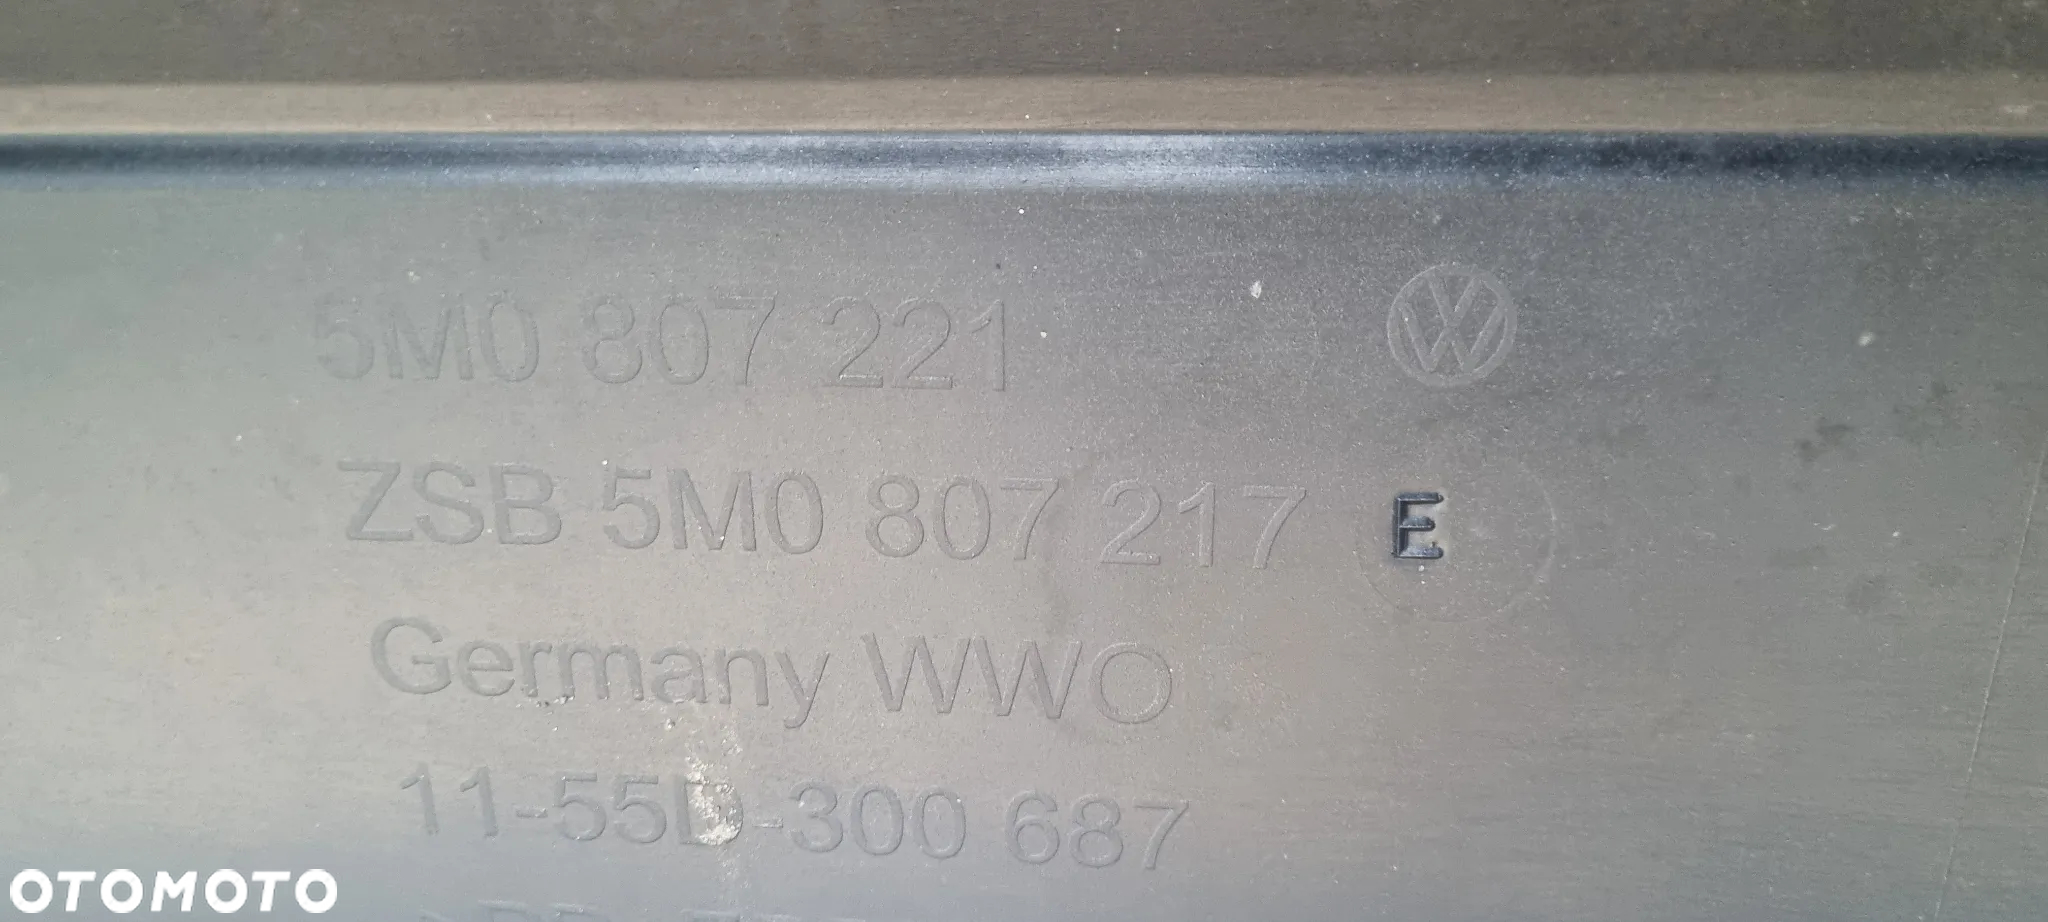 5M0 807 221
ZSB 5M0 807 217 E
Germany WWO
11-55D-300 687
OTOMOTO